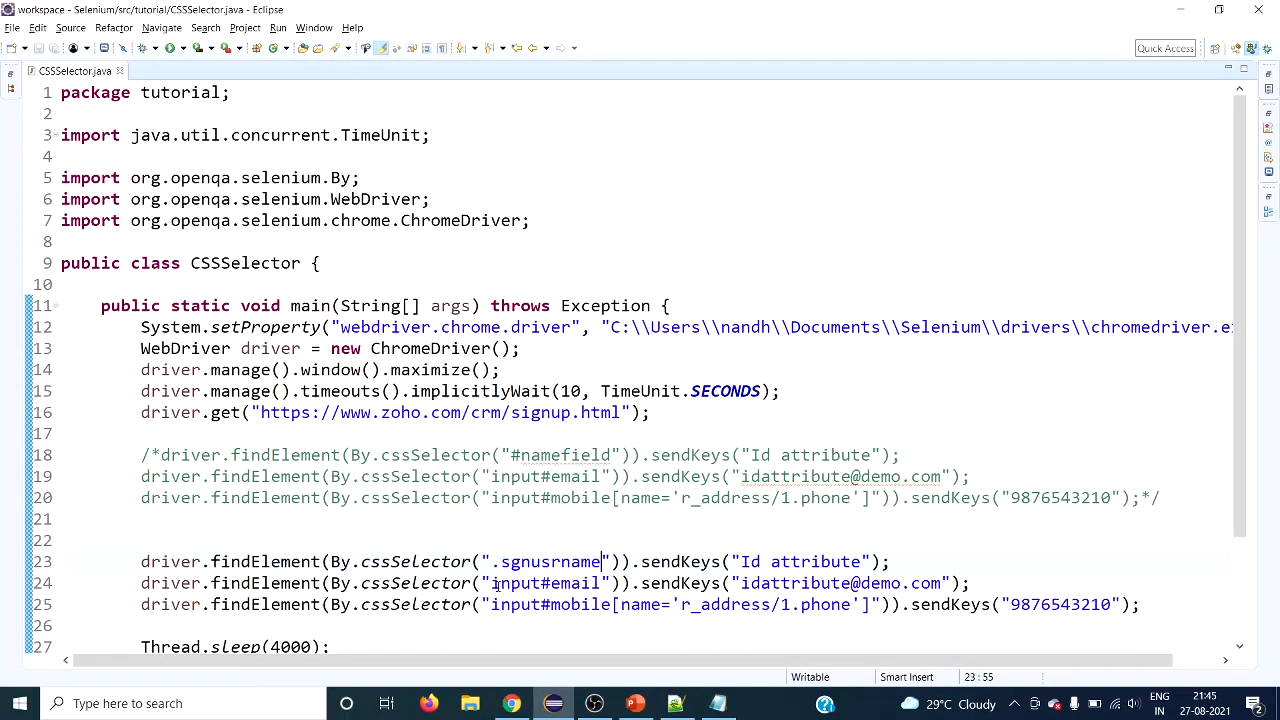 workspace - Selenium/src/tutorial/CSSSelector.java - Eclipse
File Edit Source Refactor Navigate Search Project Run Window Help
Quick Access
CSSSelector.java
1 package tutorial;
2
3 import java.util.concurrent.TimeUnit;
4
5 import org.openqa.selenium.By;
6 import org.openqa.selenium.WebDriver;
7 import org.openqa.selenium.chrome.ChromeDriver;
8
9 public class CSSSelector {
10
11 public static void main(String[] args) throws Exception {
12 System.setProperty("webdriver.chrome.driver", "C:\\Users\\nandh\\Documents\\Selenium\\drivers\\chromedriver.e
13 WebDriver driver = new ChromeDriver();
14 driver.manage().window().maximize();
15 driver.manage().timeouts().implicitlyWait(10, TimeUnit.SECONDS);
16 driver.get("https://www.zoho.com/crm/signup.html");
17
18 /*driver.findElement(By.cssSelector("#namefield")).sendKeys("Id attribute");
19 driver.findElement(By.cssSelector("input#email")).sendKeys("idattribute@demo.com");
20 driver.findElement(By.cssSelector("input#mobile[name='r_address/1.phone']")).sendKeys("9876543210");*/
21
22
23 driver.findElement(By.cssSelector(".sgnusrname")).sendKeys("Id attribute");
24 driver.findElement(By.cssSelector("input#email")).sendKeys("idattribute@demo.com");
25 driver.findElement(By.cssSelector("input#mobile[name='r_address/1.phone']")).sendKeys("9876543210");
26
27 Thread.sleep(4000);
Writable Smart Insert 23 : 55
Type here to search
29°C Cloudy
ENG
IN
21:45
27-08-2021
2